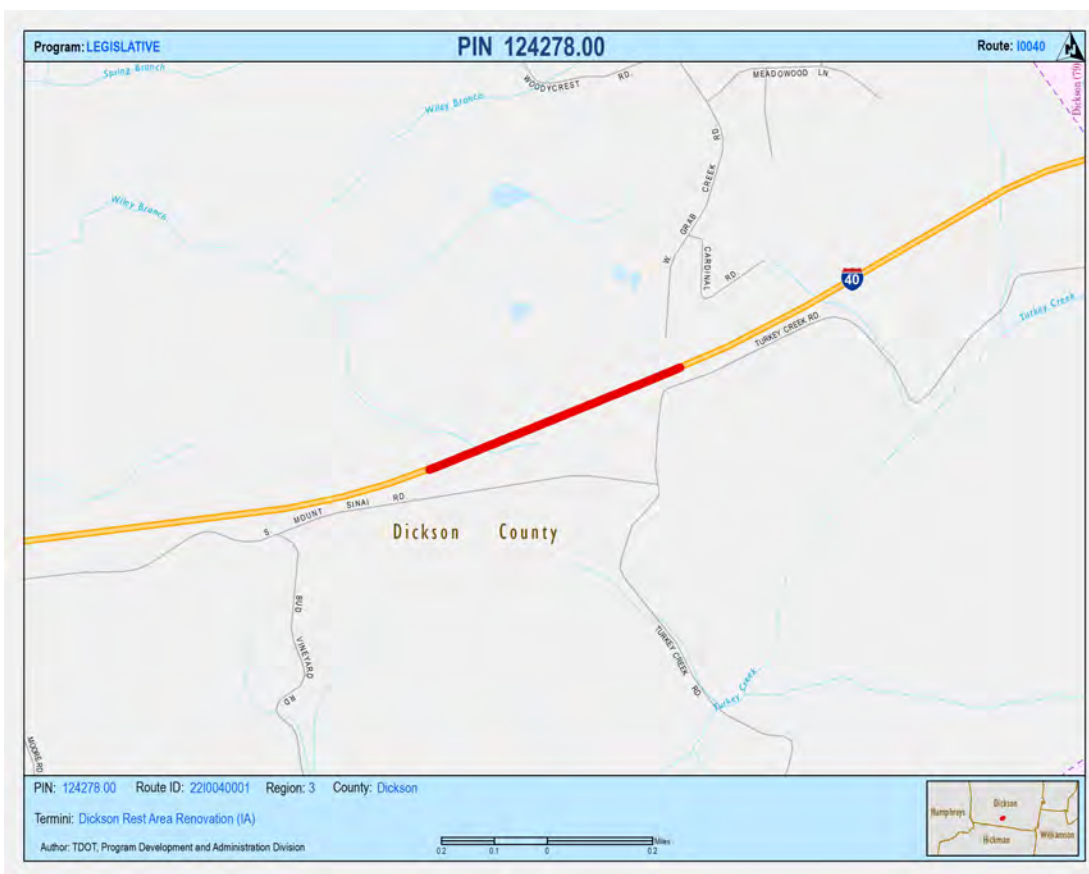 Program: LEGISLATIVE
PIN 124278.00
Route: I0040
Spring Branch
WOODYCREST RD.
MEADOWOOD LN
Dickson (79)
Wiley Branch
Wiley Branch
W GRAB CREEK RD.
CARDINAL RD.
40
Turkey Creek
TURKEY CREEK RD.
S. MOUNT SINAI RD.
Dickson County
BUD VINEYARD RD
TURKEY CREEK RD.
Turkey Creek
MOORE RD
PIN: 124278.00 Route ID: 22I0040001 Region: 3 County: Dickson
Termini: Dickson Rest Area Renovation (IA)
Author: TDOT, Program Development and Administration Division
0.2 0.1 0 0.2 Miles
Humphreys
Dickson
Hickman
Williamson